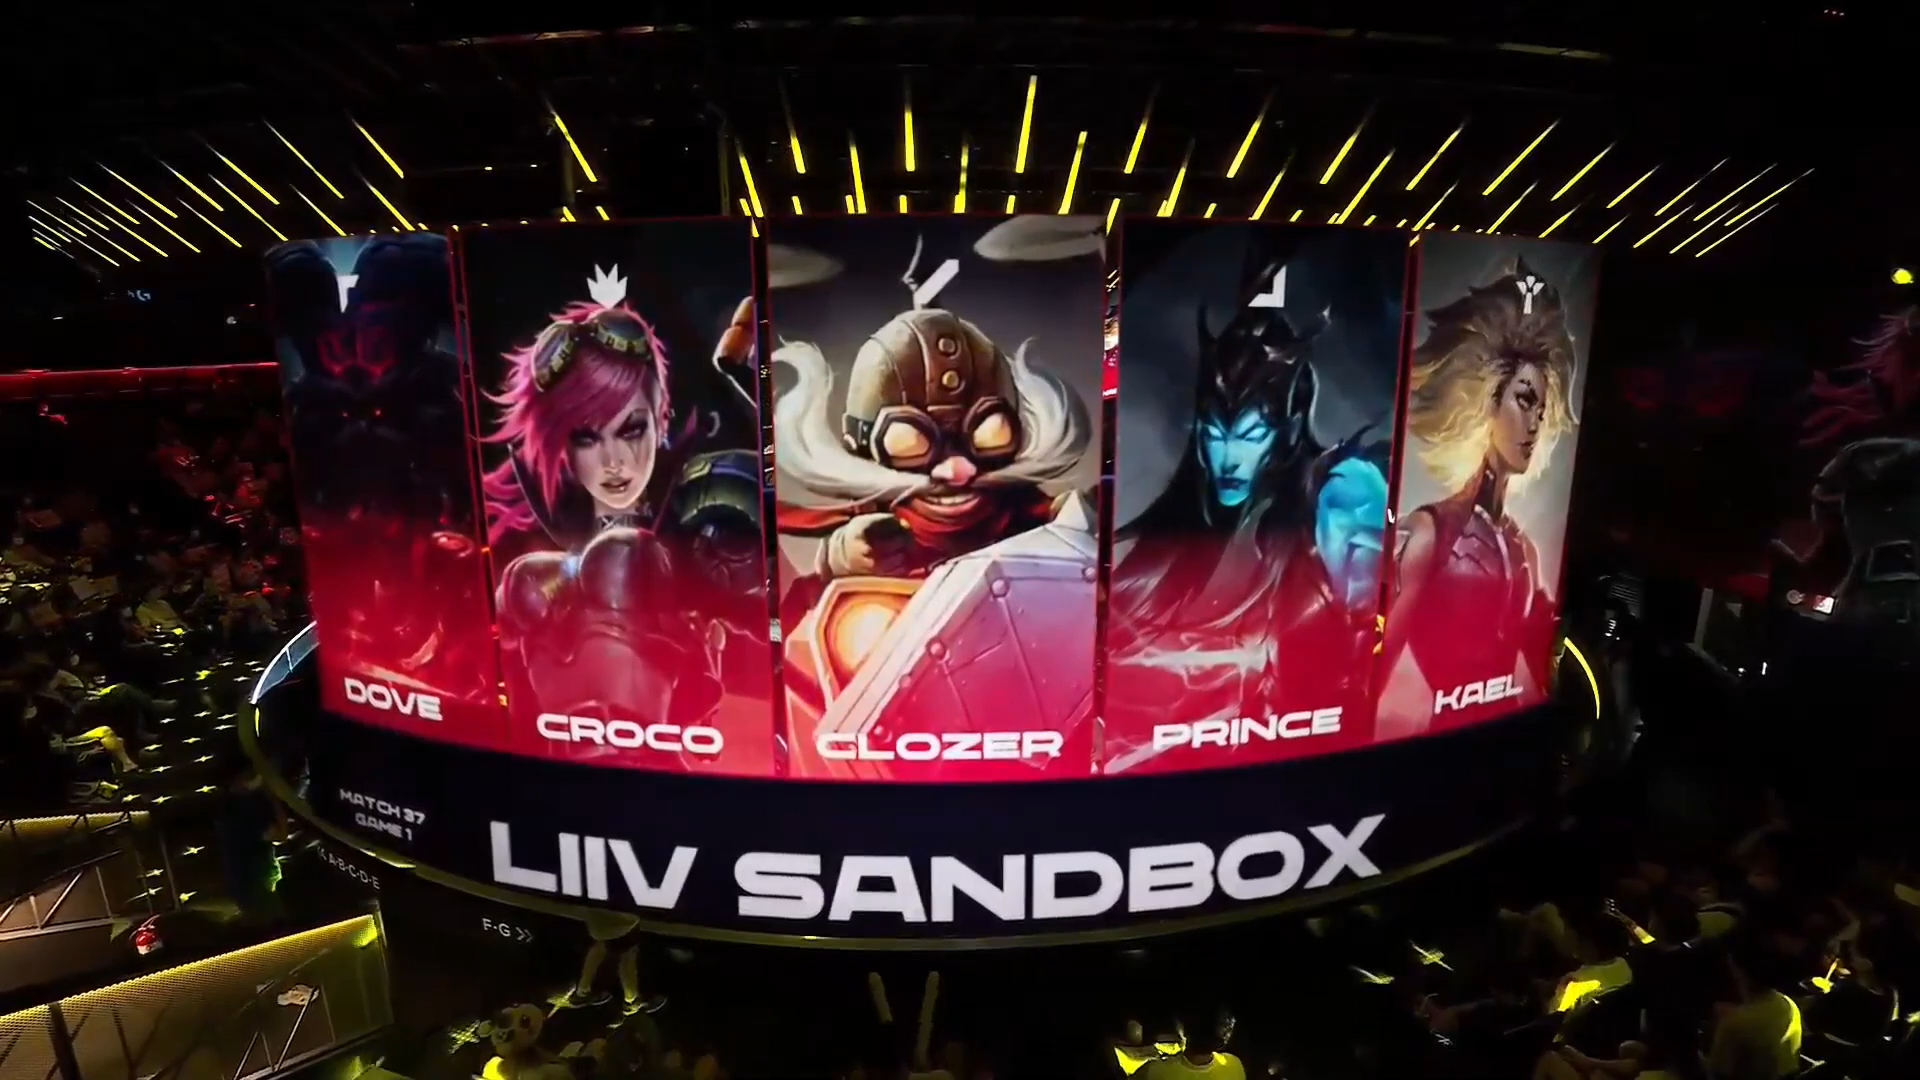 DOVE
CROCO
CLOZER
PRINCE
KAEL
MATCH 37
GAME 1
LIIV SANDBOX
A·B·C·D·E
F·G >>